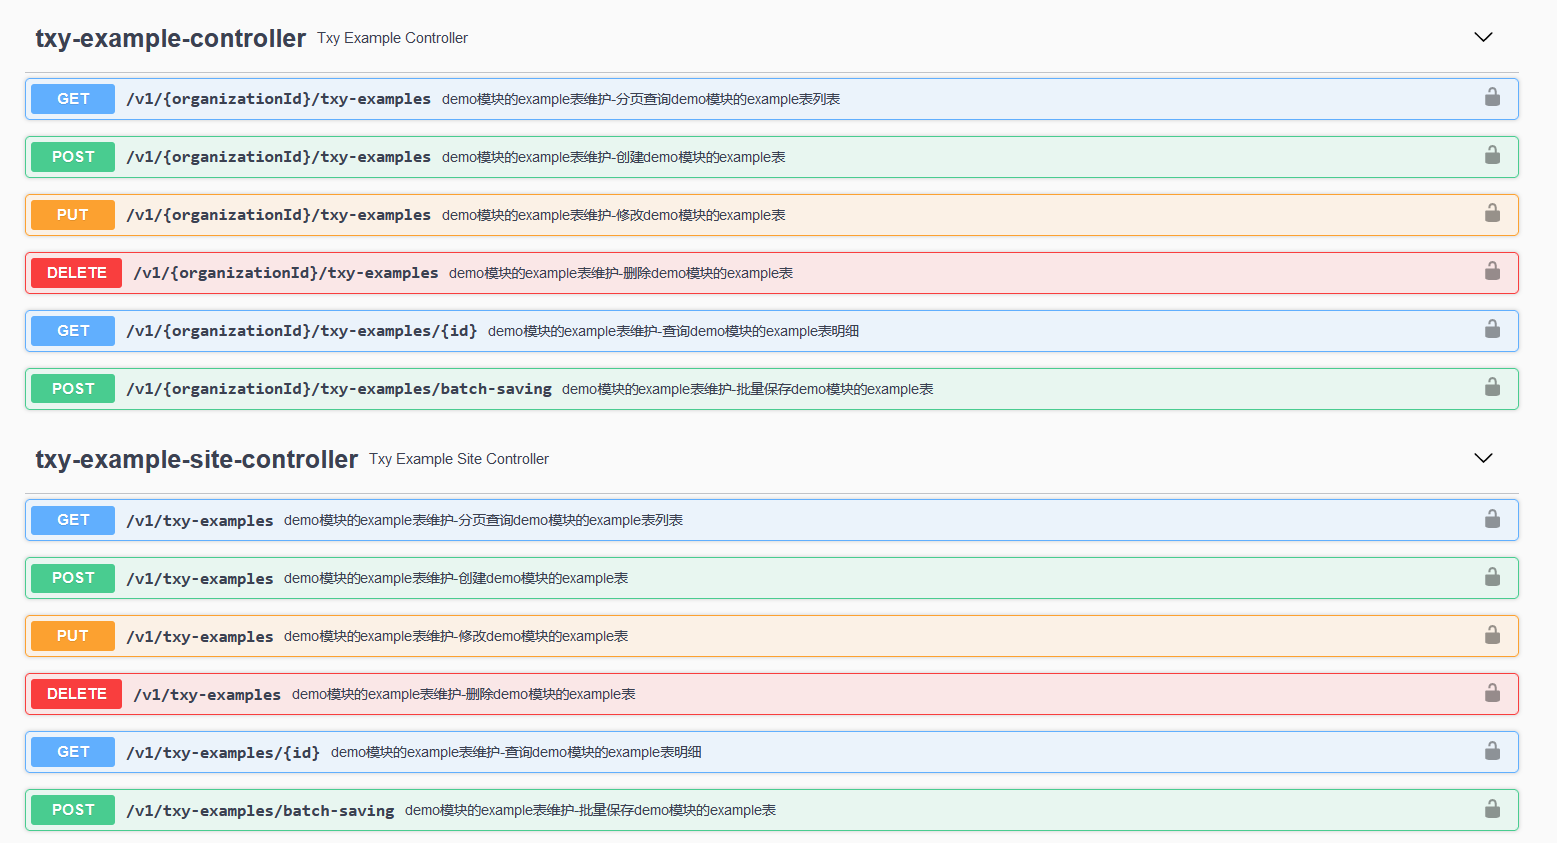 txy-example-controller Txy Example Controller
GET /v1/{organizationId}/txy-examples demo模块的example表维护-分页查询demo模块的example表列表
POST /v1/{organizationId}/txy-examples demo模块的example表维护-创建demo模块的example表
PUT /v1/{organizationId}/txy-examples demo模块的example表维护-修改demo模块的example表
DELETE /v1/{organizationId}/txy-examples demo模块的example表维护-删除demo模块的example表
GET /v1/{organizationId}/txy-examples/{id} demo模块的example表维护-查询demo模块的example表明细
POST /v1/{organizationId}/txy-examples/batch-saving demo模块的example表维护-批量保存demo模块的example表
txy-example-site-controller Txy Example Site Controller
GET /v1/txy-examples demo模块的example表维护-分页查询demo模块的example表列表
POST /v1/txy-examples demo模块的example表维护-创建demo模块的example表
PUT /v1/txy-examples demo模块的example表维护-修改demo模块的example表
DELETE /v1/txy-examples demo模块的example表维护-删除demo模块的example表
GET /v1/txy-examples/{id} demo模块的example表维护-查询demo模块的example表明细
POST /v1/txy-examples/batch-saving demo模块的example表维护-批量保存demo模块的example表